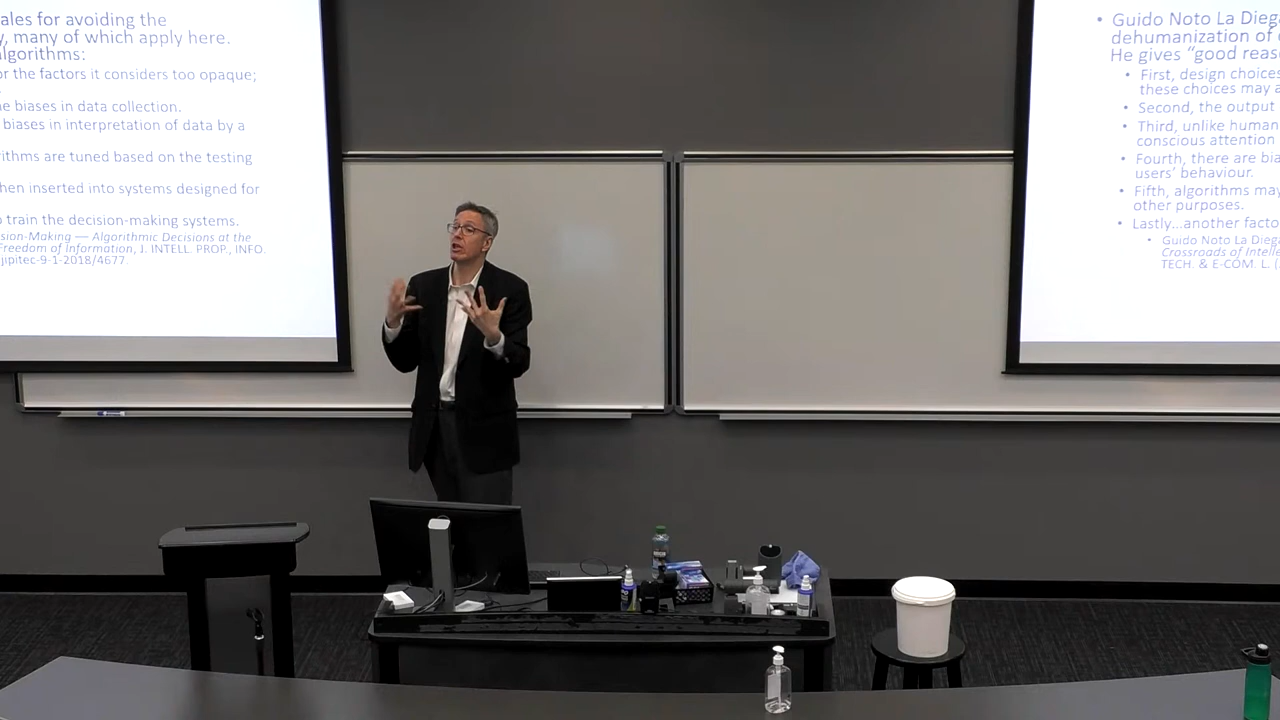 ales for avoiding the
y, many of which apply here.
lgorithms:
or the factors it considers too opaque;
e biases in data collection.
biases in interpretation of data by a
ithms are tuned based on the testing
hen inserted into systems designed for
o train the decision-making systems.
sion-Making — Algorithmic Decisions at the
Freedom of Information, J. INTELL. PROP., INFO.
jipitec-9-1-2018/4677.
• Guido Noto La Dieg
dehumanization of
He gives “good reas
• First, design choices
these choices may a
• Second, the output
• Third, unlike human
conscious attention
• Fourth, there are bia
users’ behaviour.
• Fifth, algorithms may
other purposes.
• Lastly...another facto
• Guido Noto La Dieg
Crossroads of Intelle
TECH. & E-COM. L. (